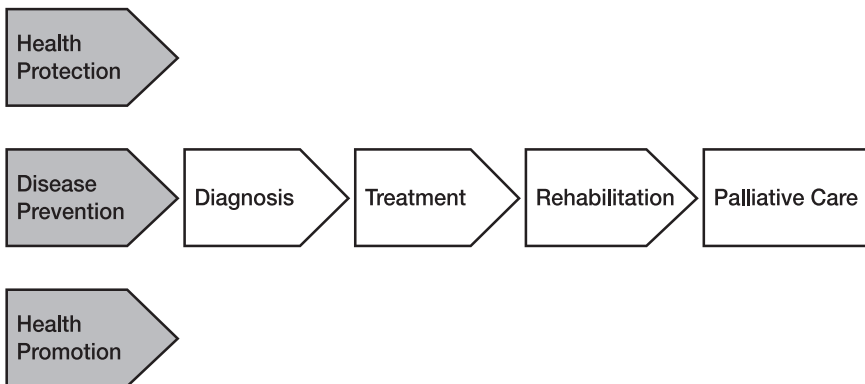 Health
Protection
Disease
Prevention
Diagnosis
Treatment
Rehabilitation
Palliative Care
Health
Promotion